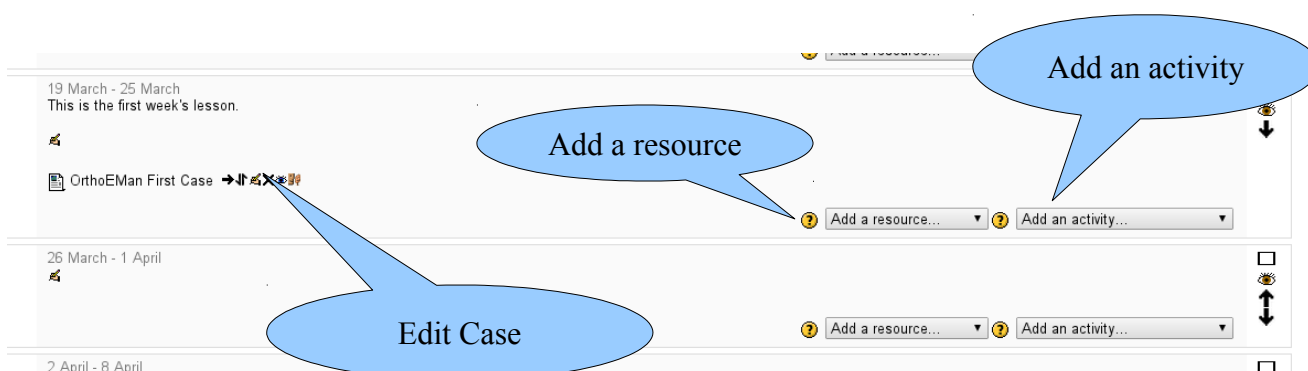 Add an activity
19 March - 25 March
This is the first week's lesson.
Add a resource
OrthoEMan First Case
Add a resource... Add an activity...
26 March - 1 April
Edit Case
Add a resource... Add an activity...
2 April - 8 April